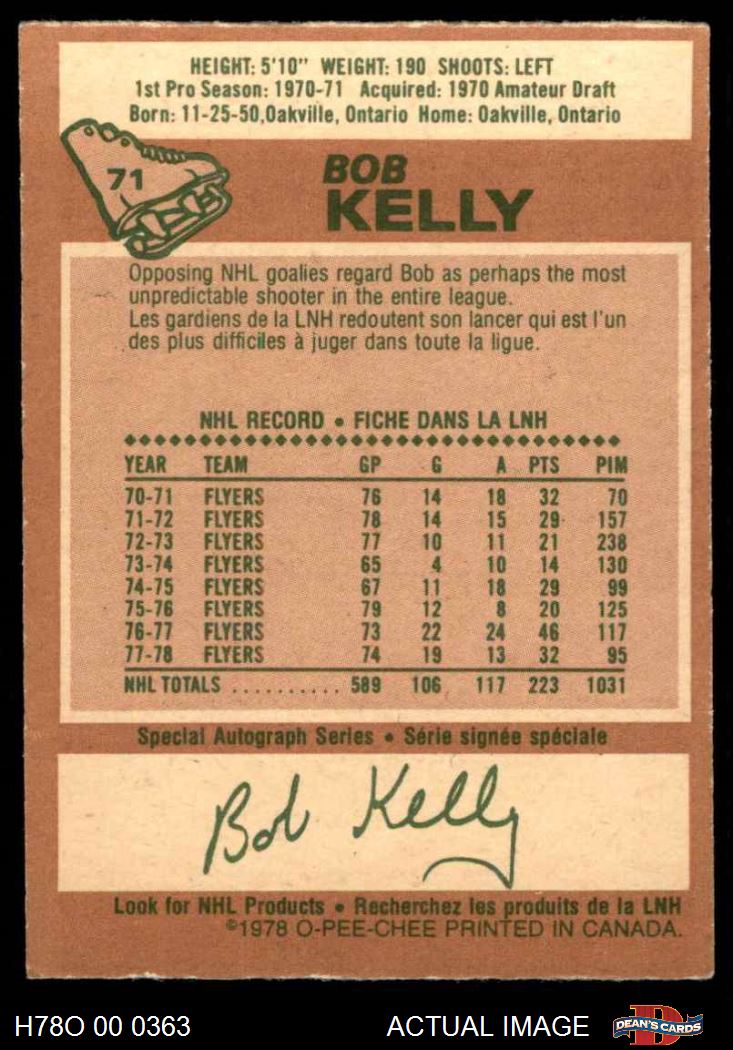 HEIGHT: 5'10" WEIGHT: 190 SHOOTS: LEFT
1st Pro Season: 1970-71 Acquired: 1970 Amateur Draft
Born: 11-25-50,Oakville, Ontario Home: Oakville, Ontario
71
BOB
KELLY
Opposing NHL goalies regard Bob as perhaps the most
unpredictable shooter in the entire league.
Les gardiens de la LNH redoutent son lancer qui est l'un
des plus difficiles à juger dans toute la ligue.
NHL RECORD • FICHE DANS LA LNH
YEAR TEAM GP G A PTS PIM
70-71 FLYERS 76 14 18 32 70
71-72 FLYERS 78 14 15 29 157
72-73 FLYERS 77 10 11 21 238
73-74 FLYERS 65 4 10 14 130
74-75 FLYERS 67 11 18 29 99
75-76 FLYERS 79 12 8 20 125
76-77 FLYERS 73 22 24 46 117
77-78 FLYERS 74 19 13 32 95
NHL TOTALS .......... 589 106 117 223 1031
Special Autograph Series • Série signée spéciale
Bob Kelly
Look for NHL Products • Recherchez les produits de la LNH
©1978 O-PEE-CHEE PRINTED IN CANADA.
H78O 00 0363 ACTUAL IMAGE D DEAN'S CARDS